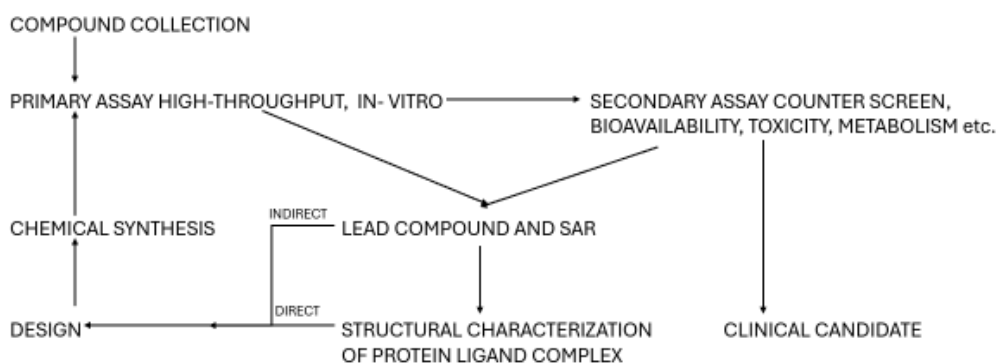 COMPOUND COLLECTION
PRIMARY ASSAY HIGH-THROUGHPUT, IN- VITRO
SECONDARY ASSAY COUNTER SCREEN,
BIOAVAILABILITY, TOXICITY, METABOLISM etc.
CHEMICAL SYNTHESIS
INDIRECT
LEAD COMPOUND AND SAR
DESIGN
DIRECT
STRUCTURAL CHARACTERIZATION
OF PROTEIN LIGAND COMPLEX
CLINICAL CANDIDATE